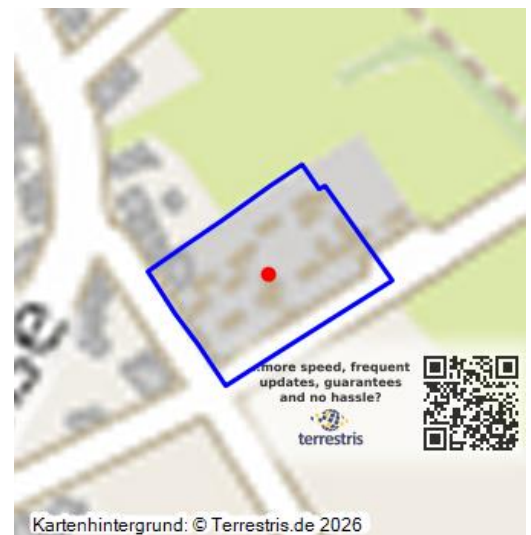 more speed, frequent
updates, guarantees
and no hassle?
terrestris
Kartenhintergrund: © Terrestris.de 2026